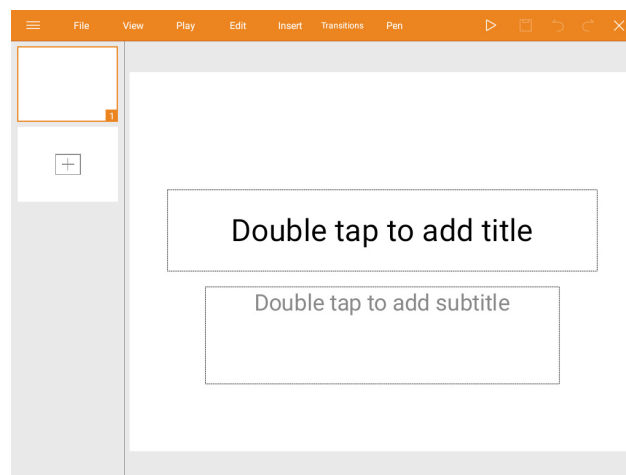 File View Play Edit Insert Transitions Pen
1
Double tap to add title
Double tap to add subtitle